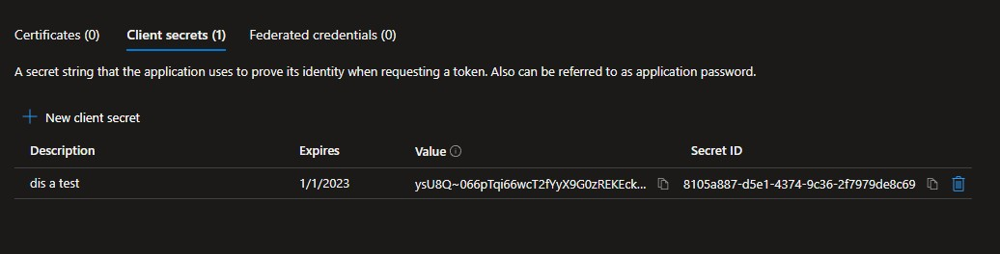 Certificates (0) Client secrets (1) Federated credentials (0)
A secret string that the application uses to prove its identity when requesting a token. Also can be referred to as application password.
New client secret
Description Expires Value Secret ID
dis a test 1/1/2023 ysU8Q~066pTqi66wcT2fYyX9G0zREKEck... 8105a887-d5e1-4374-9c36-2f7979de8c69